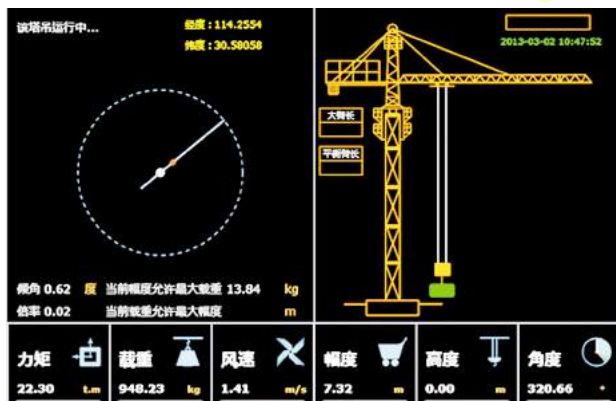 该塔吊运行中...
经度：114.2554
纬度：30.58058
2013-03-02 10:47:52
大臂长
平衡臂长
倾角 0.62 度 当前幅度允许最大载重 13.84 kg
倍率 0.02 当前载重允许最大幅度 m
力矩 载重 风速 幅度 高度 角度
22.30 t.m 948.23 kg 1.41 m/s 7.32 m 0.00 m 320.66 °